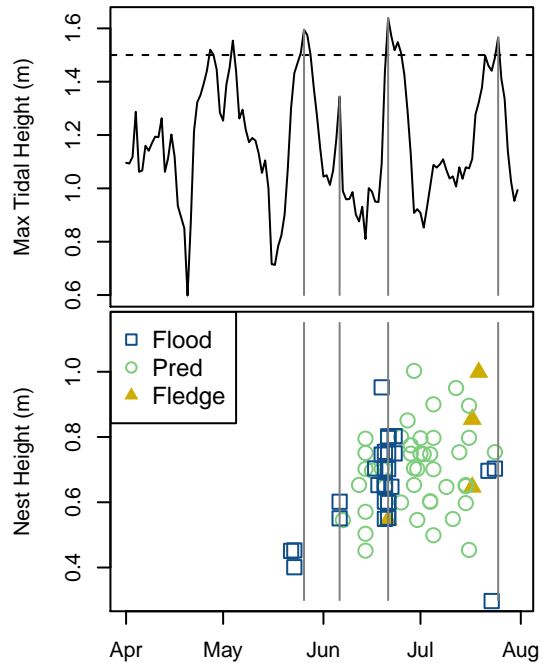 1.6
1.4
1.2
1.0
0.8
0.6
Max Tidal Height (m)
Flood
Pred
Fledge
1.0
0.8
0.6
0.4
Nest Height (m)
Apr May Jun Jul Aug